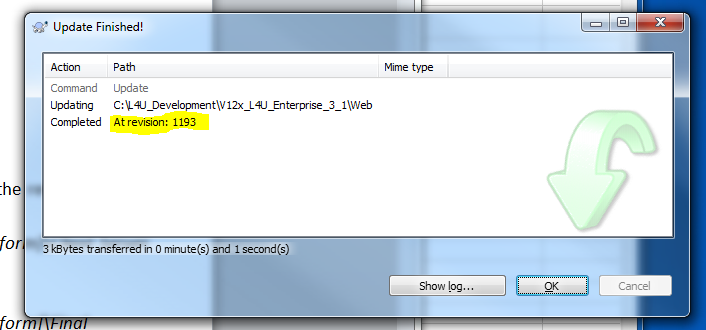 Update Finished!
Action Path Mime type
Command Update
Updating C:\L4U_Development\V12x_L4U_Enterprise_3_1\Web
Completed At revision: 1193
the
form
3 kBytes transferred in 0 minute(s) and 1 second(s)
Show log... OK Cancel
form]\Final